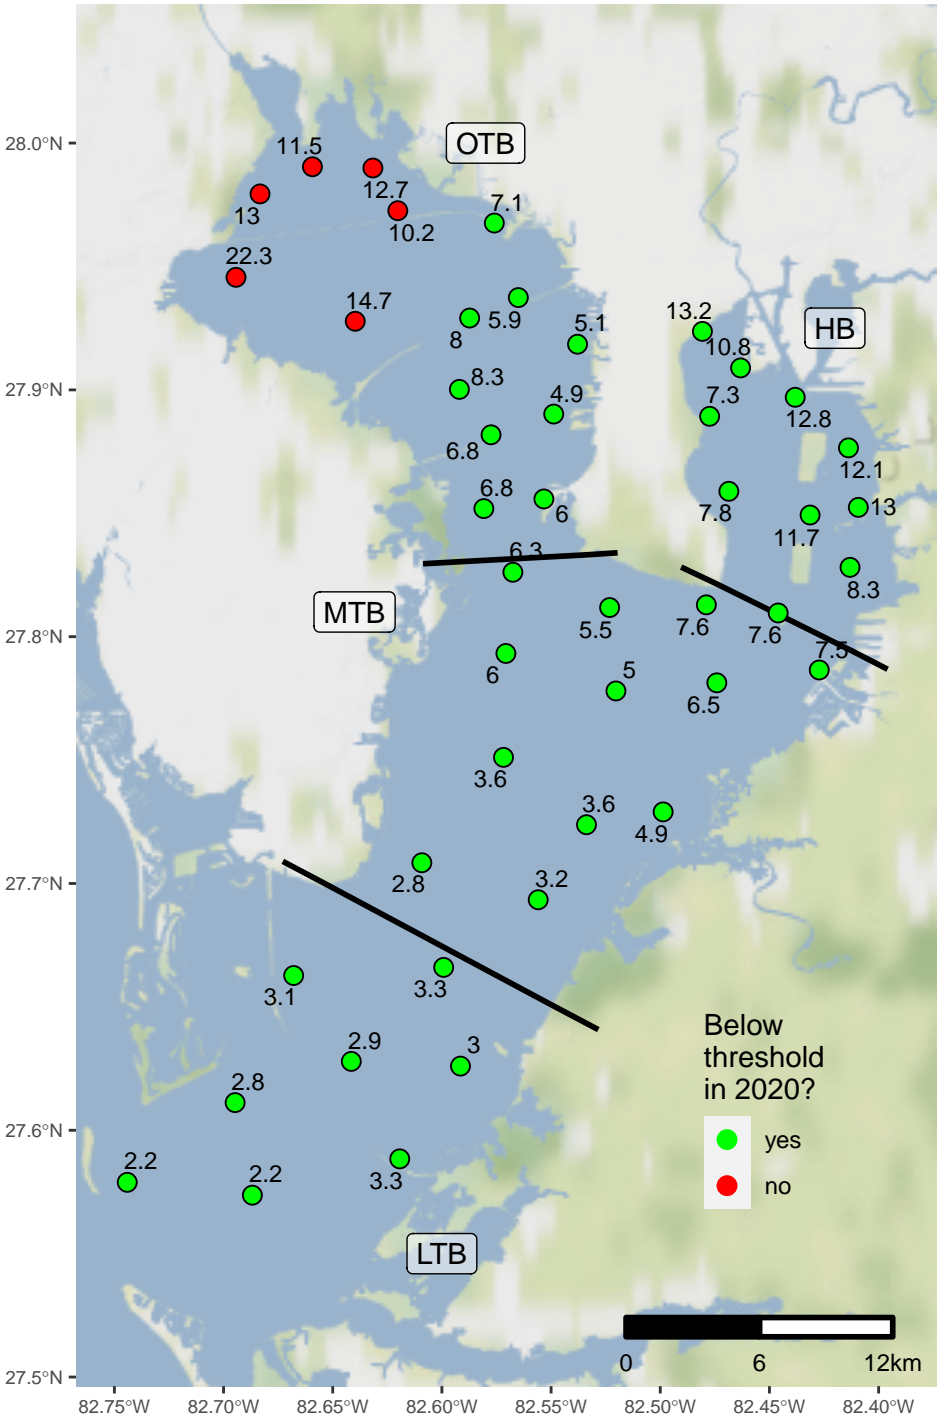 OTB
28.0°N
11.5
12.7
13
10.2
7.1
22.3
14.7
5.9
8
5.1
13.2
HB
10.8
27.9°N
8.3
4.9
7.3
12.8
6.8
12.1
6.8
6
7.8
11.7
13
6.3
8.3
MTB
5.5
7.6
7.6
7.5
27.8°N
6
5
6.5
3.6
3.6
4.9
27.7°N
2.8
3.2
3.1
3.3
2.9
3
2.8
Below
threshold
in 2020?
yes
no
27.6°N
2.2
2.2
3.3
LTB
0 6 12km
27.5°N
82.75°W 82.70°W 82.65°W 82.60°W 82.55°W 82.50°W 82.45°W 82.40°W